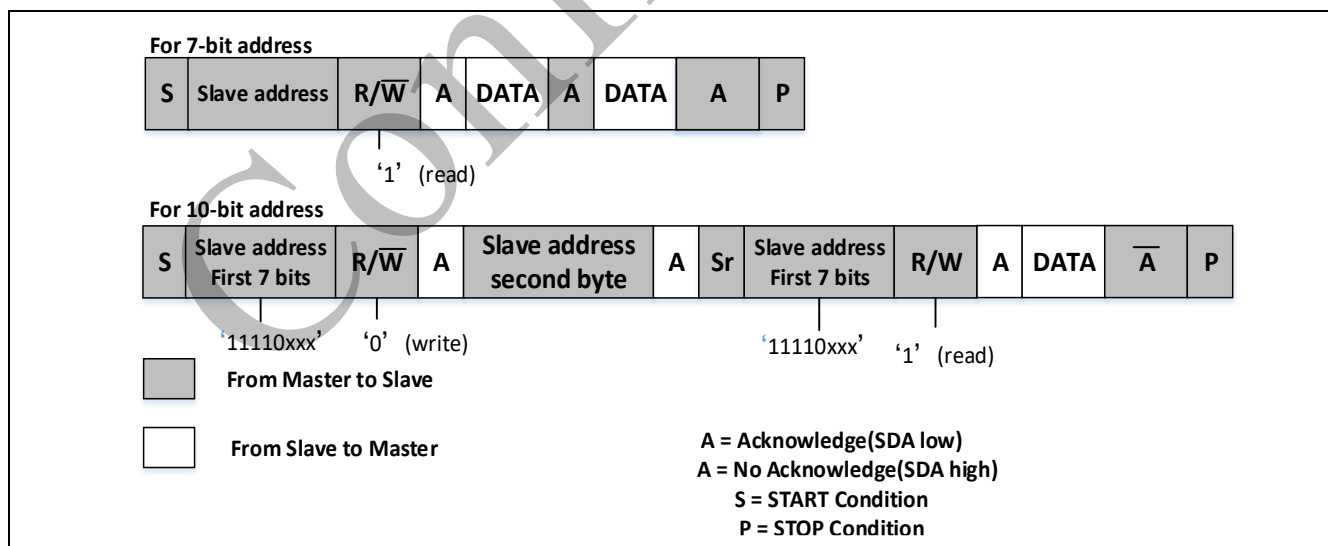 For 7-bit address
S Slave address R/W̅ A DATA A DATA A P
‘1’ (read)
For 10-bit address
S Slave address First 7 bits R/W̅ A Slave address second byte A Sr Slave address First 7 bits R/W A DATA A̅ P
‘11110xxx’ ‘0’ (write) ‘11110xxx’ ‘1’ (read)
From Master to Slave
From Slave to Master
A = Acknowledge(SDA low)
A = No Acknowledge(SDA high)
S = START Condition
P = STOP Condition